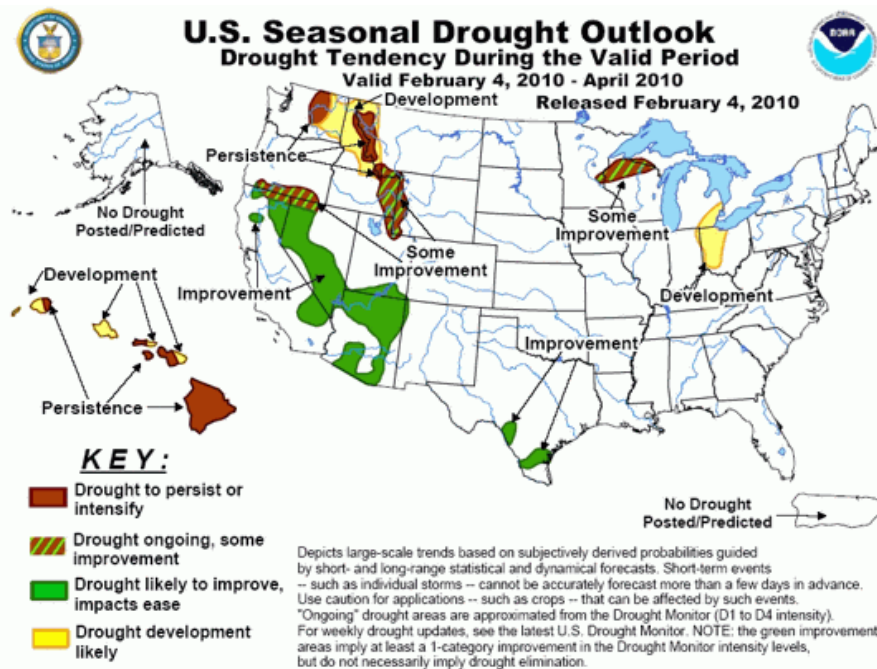 U.S. Seasonal Drought Outlook
Drought Tendency During the Valid Period
Valid February 4, 2010 - April 2010
Released February 4, 2010
NOAA
Development
Persistence
No Drought
Posted/Predicted
Some
Improvement
Development
Some
Improvement
Improvement
Development
Improvement
Persistence
KEY:
Drought to persist or
intensify
Drought ongoing, some
improvement
Drought likely to improve,
impacts ease
Drought development
likely
No Drought
Posted/Predicted
Depicts large-scale trends based on subjectively derived probabilities guided
by short- and long-range statistical and dynamical forecasts. Short-term events
-- such as individual storms -- cannot be accurately forecast more than a few days in advance.
Use caution for applications -- such as crops -- that can be affected by such events.
"Ongoing" drought areas are approximated from the Drought Monitor (D1 to D4 intensity).
For weekly drought updates, see the latest U.S. Drought Monitor. NOTE: the green improvement
areas imply at least a 1-category improvement in the Drought Monitor intensity levels,
but do not necessarily imply drought elimination.